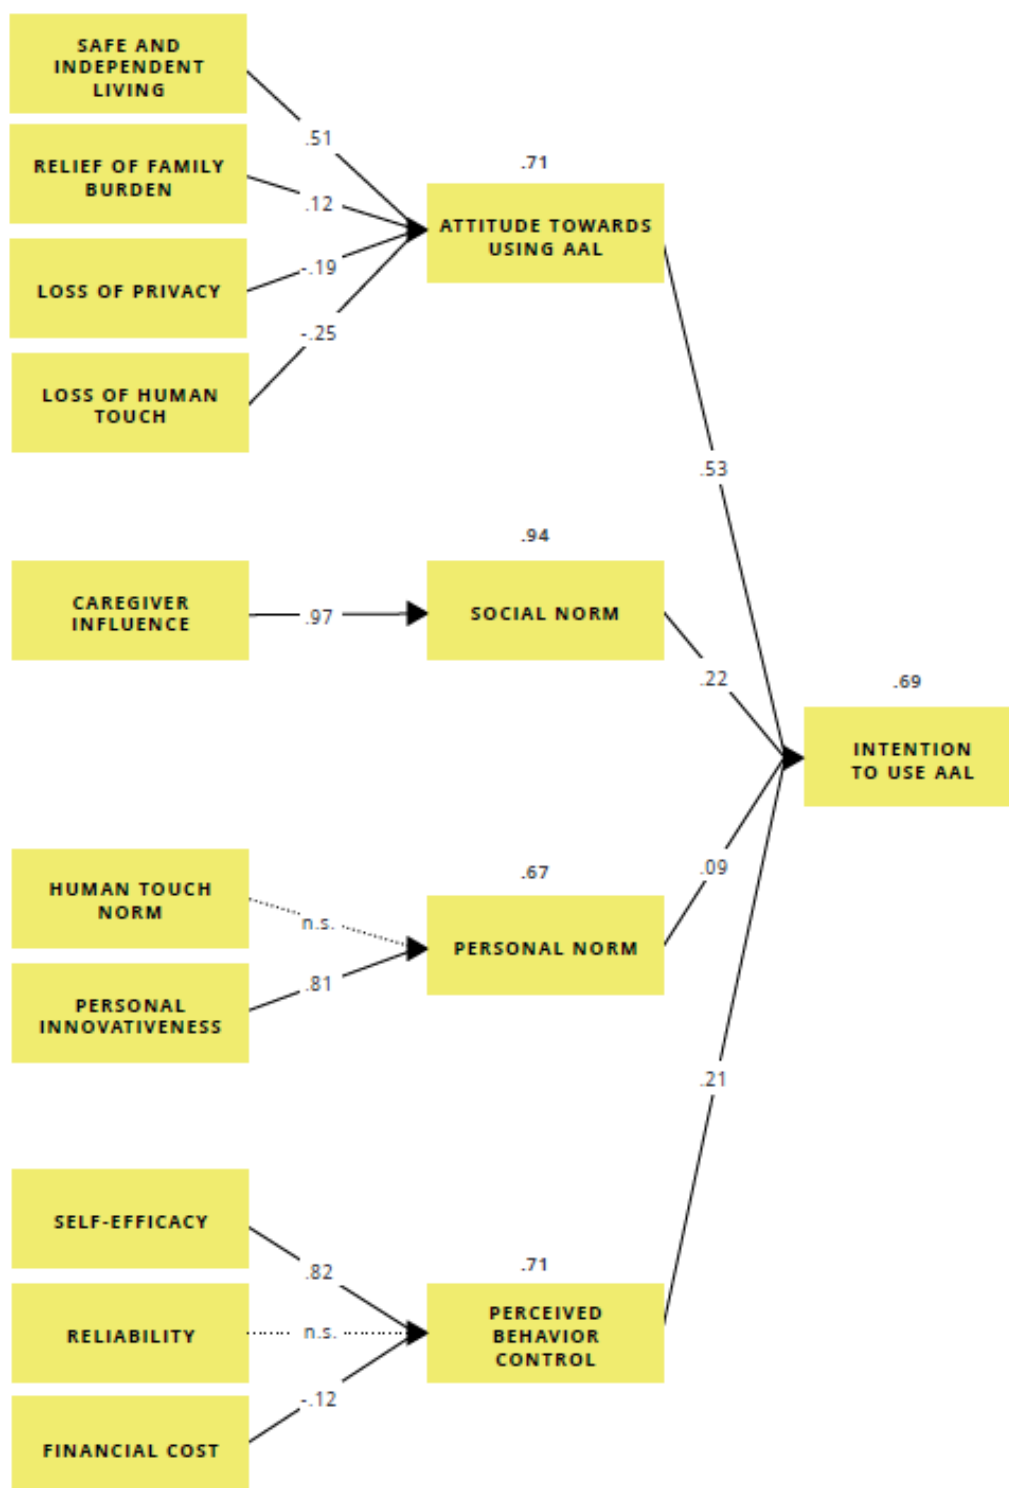 SAFE AND
INDEPENDENT
LIVING
.51
RELIEF OF FAMILY
BURDEN
.12
LOSS OF PRIVACY
-.19
LOSS OF HUMAN
TOUCH
-.25
.71
ATTITUDE TOWARDS
USING AAL
.53
CAREGIVER
INFLUENCE
.97
.94
SOCIAL NORM
.22
.69
INTENTION
TO USE AAL
HUMAN TOUCH
NORM
n.s.
PERSONAL
INNOVATIVENESS
.81
.67
PERSONAL NORM
.09
.21
SELF-EFFICACY
.82
RELIABILITY
n.s.
FINANCIAL COST
-.12
.71
PERCEIVED
BEHAVIOR
CONTROL